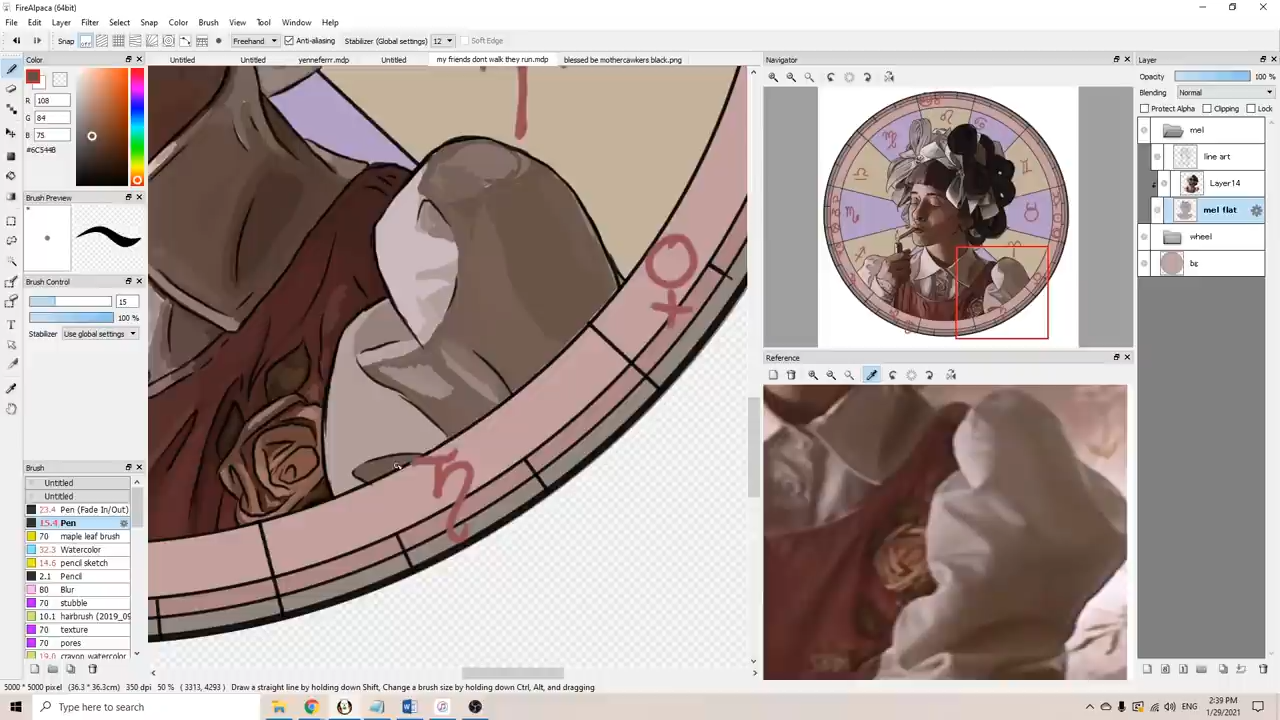 FireAlpaca (64bit)
File Edit Layer Filter Select Snap Color Brush View Tool Window Help
Snap Freehand Anti-aliasing Stabilizer (Global settings) 12 Soft Edge
Color
Untitled Untitled yenneferrr.mdp Untitled my friends dont walk they run.mdp blessed be mothercawkers black.png
R 108
G 84
B 75
#6C544B
Brush Preview
Brush Control
15
100 %
Stabilizer Use global settings
Brush
Untitled
Untitled
23.4 Pen (Fade In/Out)
15.4 Pen
70 maple leaf brush
32.3 Watercolor
14.6 pencil sketch
2.1 Pencil
80 Blur
70 stubble
10.1 hairbrush (2019_09
70 texture
70 pores
19.0 crayon watercolor
Navigator
Reference
Layer
Opacity 100 %
Blending Normal
Protect Alpha Clipping Lock
mel
line art
Layer14
mel flat
wheel
bg
5000 * 5000 pixel (36.3 * 36.3cm) 350 dpi 50 % ( 3313, 4293 ) Draw a straight line by holding down Shift, Change a brush size by holding down Ctrl, Alt, and dragging
Type here to search
2:39 PM
1/29/2021